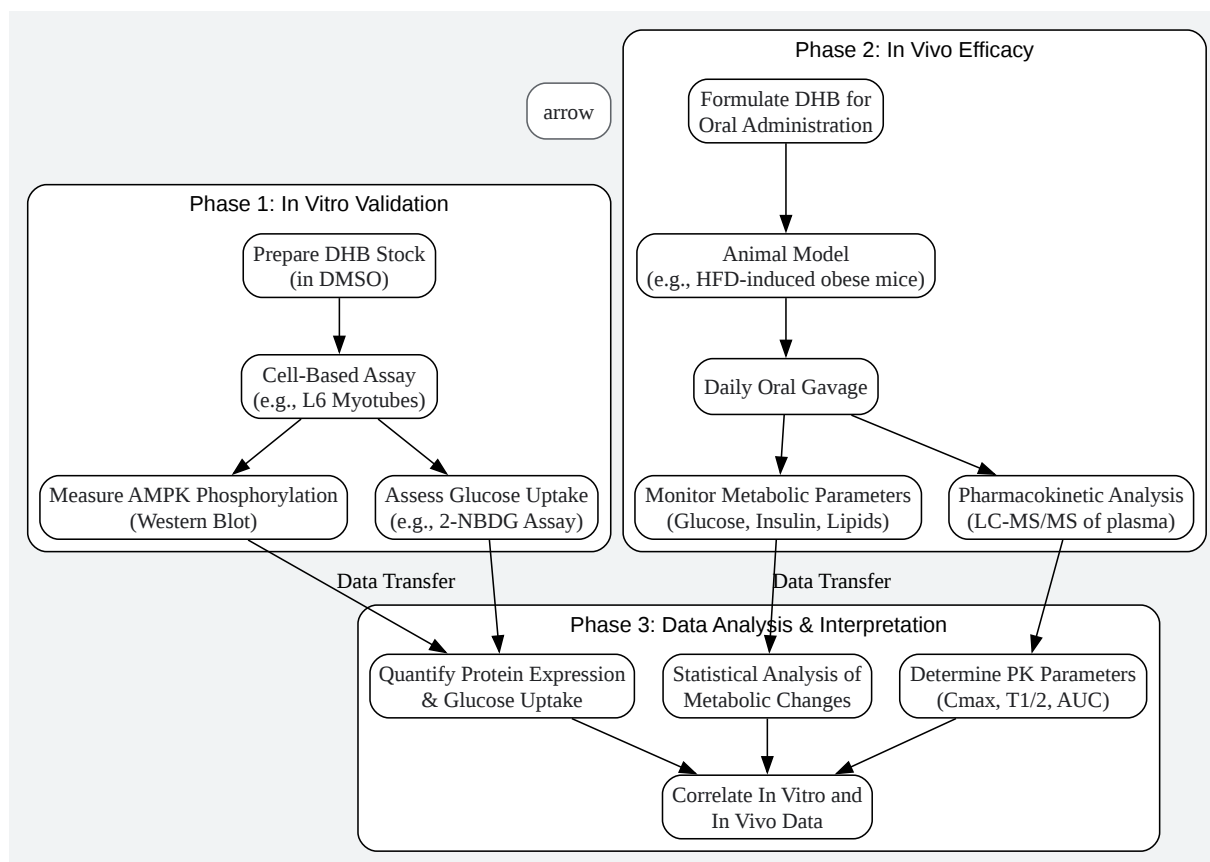 Phase 2: In Vivo Efficacy
Formulate DHB for
Oral Administration
arrow
Phase 1: In Vitro Validation
Prepare DHB Stock
(in DMSO)
Animal Model
(e.g., HFD-induced obese mice)
Cell-Based Assay
(e.g., L6 Myotubes)
Daily Oral Gavage
Measure AMPK Phosphorylation
(Western Blot)
Assess Glucose Uptake
(e.g., 2-NBDG Assay)
Monitor Metabolic Parameters
(Glucose, Insulin, Lipids)
Pharmacokinetic Analysis
(LC-MS/MS of plasma)
Data Transfer
Data Transfer
Phase 3: Data Analysis & Interpretation
Quantify Protein Expression
& Glucose Uptake
Statistical Analysis of
Metabolic Changes
Determine PK Parameters
(Cmax, T1/2, AUC)
Correlate In Vitro and
In Vivo Data